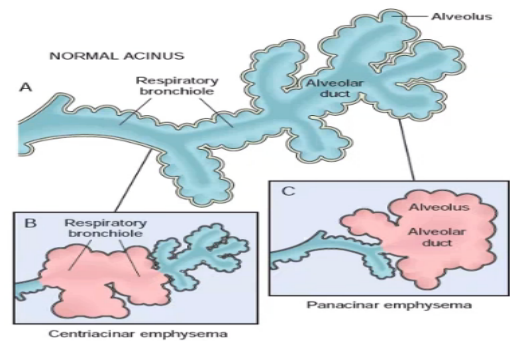 Alveolus
NORMAL ACINUS
A
Respiratory
bronchiole
Alveolar
duct
B
Respiratory
bronchiole
Centriacinar emphysema
C
Alveolus
Alveolar
duct
Panacinar emphysema